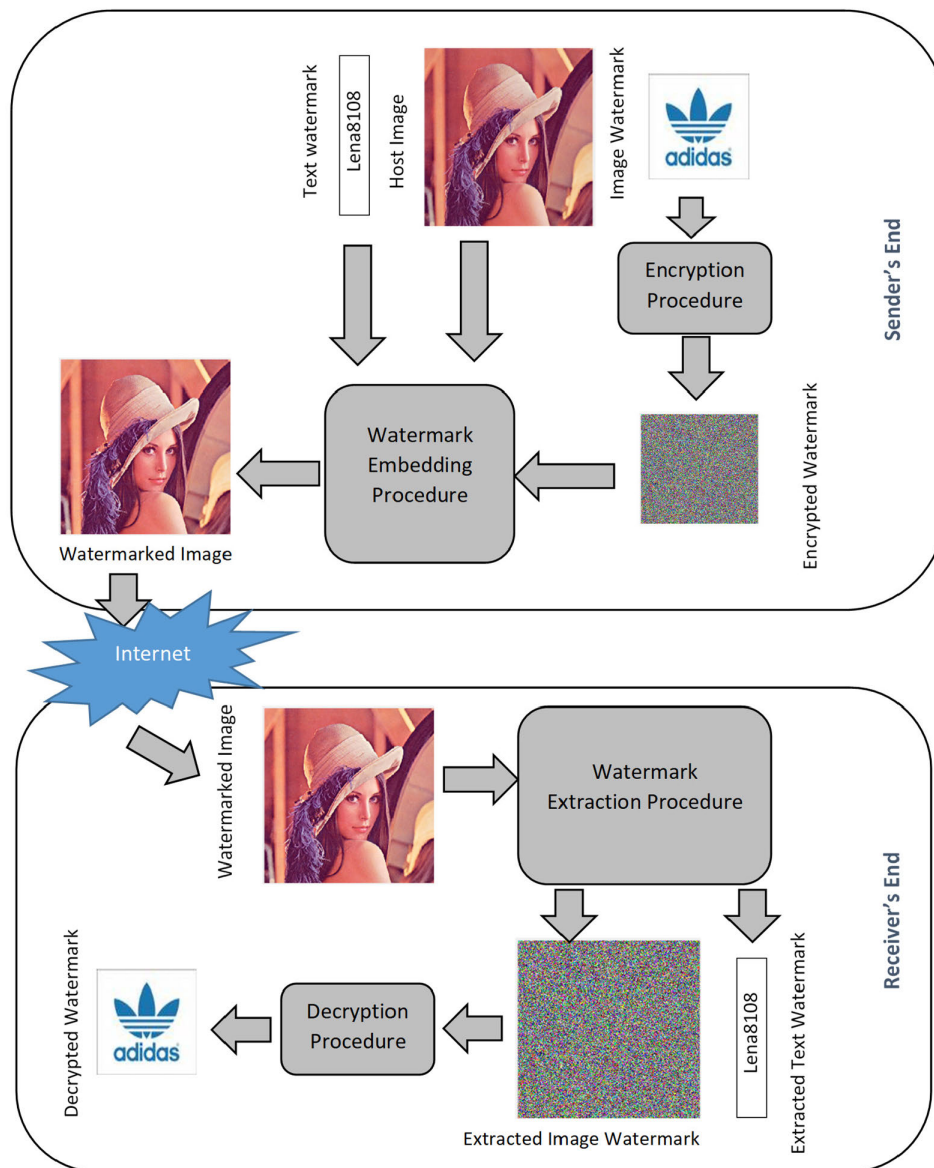 Text watermark
Lena8108
Host Image
Image Watermark
adidas
Encryption
Procedure
Sender's End
Watermark
Embedding
Procedure
Encrypted Watermark
Watermarked Image
Internet
Watermarked Image
Watermark
Extraction Procedure
Receiver's End
Decrypted Watermark
adidas
Decryption
Procedure
Extracted Image Watermark
Lena8108
Extracted Text Watermark